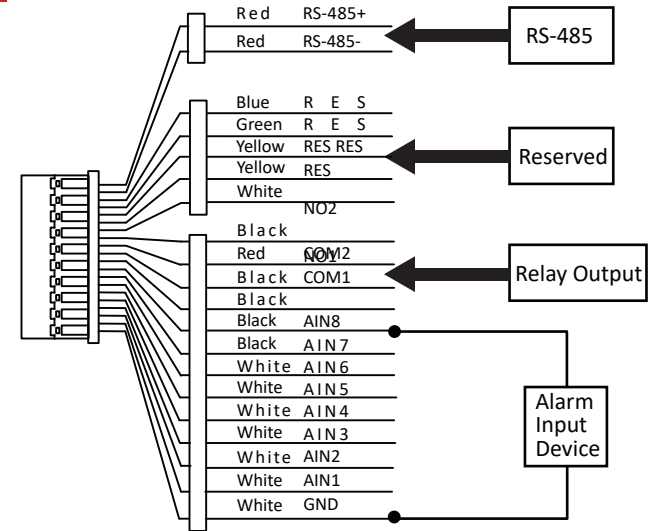 Red RS-485+
Red RS-485-
RS-485
Blue R E S
Green R E S
Yellow RES RES
Yellow RES
White
NO2
Reserved
Black
Red COM2
NO1
Black COM1
Relay Output
Black
Black AIN8
Black AIN7
White AIN6
White AIN5
White AIN4
White AIN3
White AIN2
White AIN1
White GND
Alarm
Input
Device